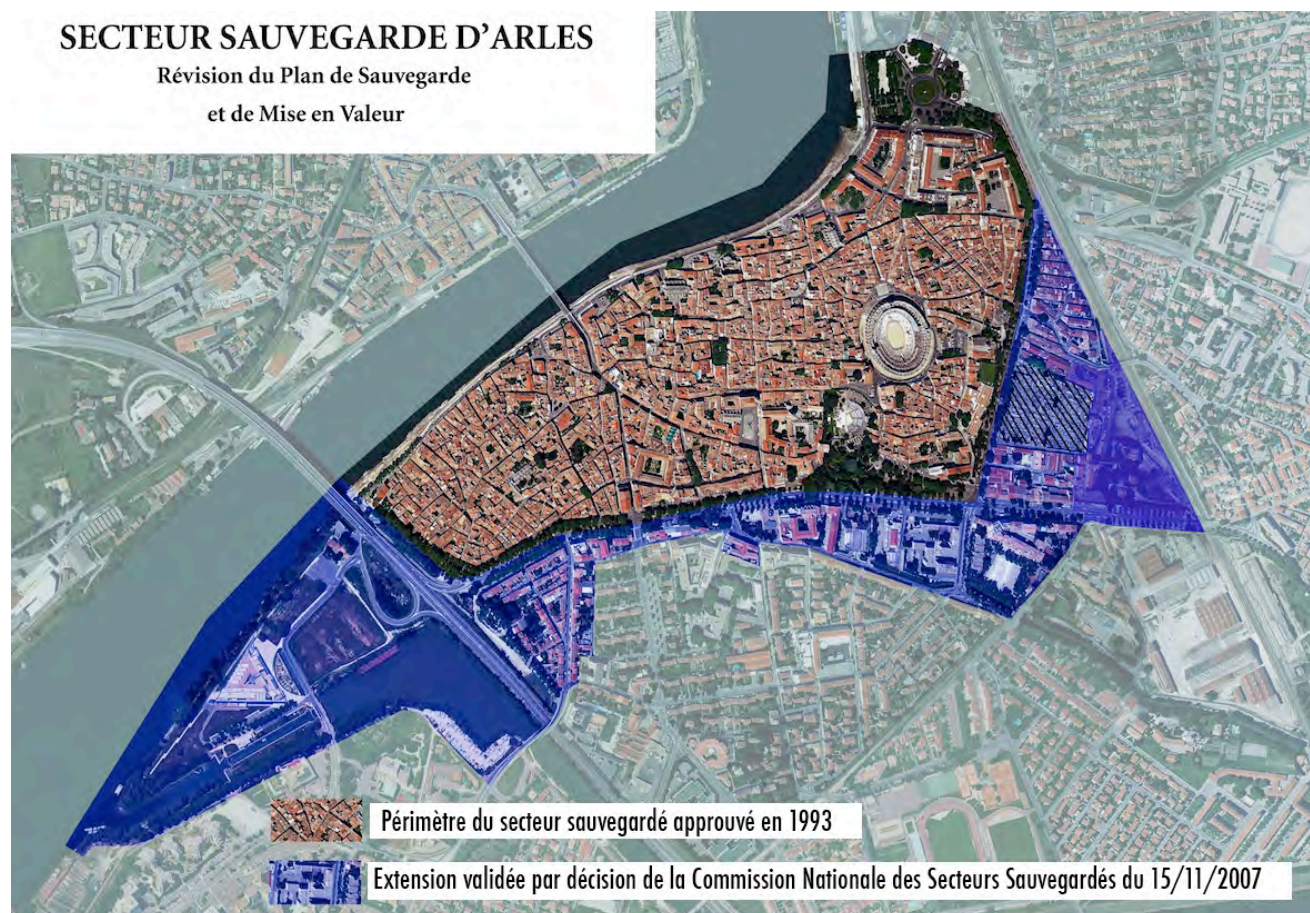 SECTEUR SAUVEGARDE D'ARLES
Révision du Plan de Sauvegarde
et de Mise en Valeur
Périmètre du secteur sauvegardé approuvé en 1993
Extension validée par décision de la Commission Nationale des Secteurs Sauvegardés du 15/11/2007